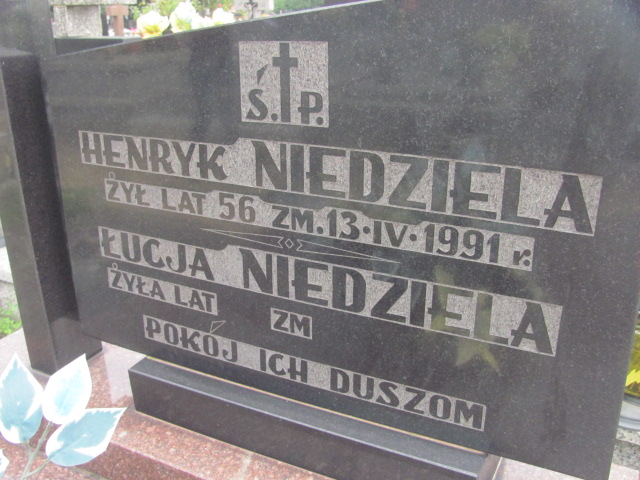 Ś.P.
HENRYK NIEDZIELA
ŻYŁ LAT 56 ZM. 13·IV·1991 r.
ŁUCJA NIEDZIELA
ŻYŁA LAT ZM
POKÓJ ICH DUSZOM